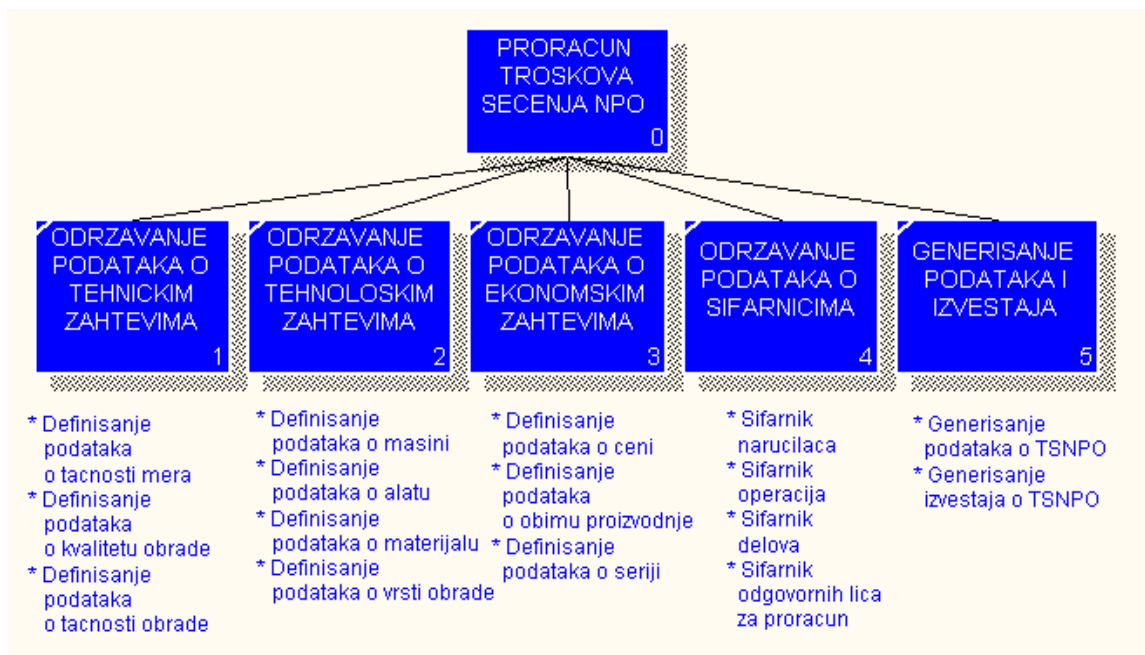 PRORACUN
TROSKOVA
SECENJA NPO
0
ODRZAVANJE
PODATAKA O
TEHNICKIM
ZAHTEVIMA
1
ODRZAVANJE
PODATAKA O
TEHNOLOSKIM
ZAHTEVIMA
2
ODRZAVANJE
PODATAKA O
EKONOMSKIM
ZAHTEVIMA
3
ODRZAVANJE
PODATAKA O
SIFARNICIMA
4
GENERISANJE
PODATAKA I
IZVESTAJA
5
* Definisanje
podataka
o tacnosti mera
* Definisanje
podataka
o kvalitetu obrade
* Definisanje
podataka
o tacnosti obrade
* Definisanje
podataka o masini
* Definisanje
podataka o alatu
* Definisanje
podataka o materijalu
* Definisanje
podataka o vrsti obrade
* Definisanje
podataka o ceni
* Definisanje
podataka
o obimu proizvodnje
* Definisanje
podataka o seriji
* Sifarnik
narucilaca
* Sifarnik
operacija
* Sifarnik
delova
* Sifarnik
odgovornih lica
za proracun
* Generisanje
podataka o TSNPO
* Generisanje
izvestaja o TSNPO